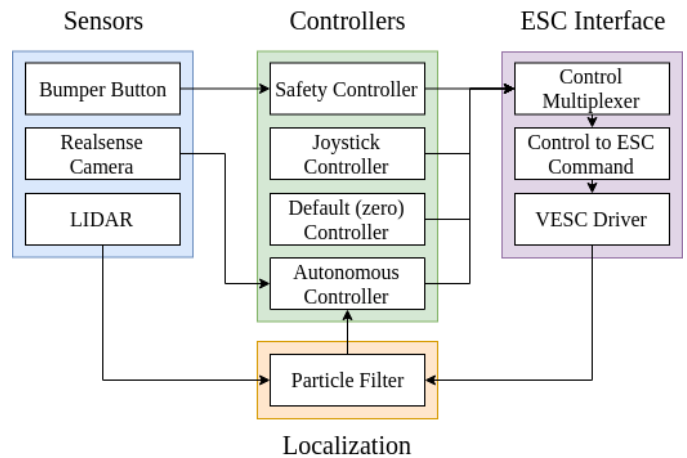 Sensors
Controllers
ESC Interface
Bumper Button
Safety Controller
Control
Multiplexer
Realsense
Camera
Joystick
Controller
Control to ESC
Command
LIDAR
Default (zero)
Controller
VESC Driver
Autonomous
Controller
Particle Filter
Localization